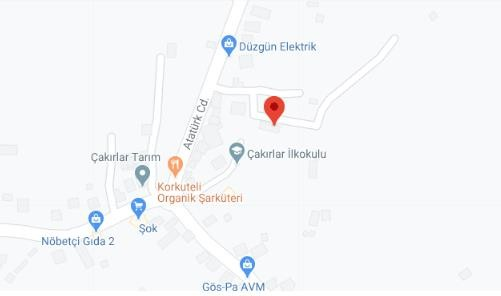 Düzgün Elektrik
Atatürk Cd.
Çakırlar Tarım
Çakırlar İlkokulu
Korkuteli
Organik Şarküteri
Şok
Nöbetçi Gıda 2
Gös-Pa AVM